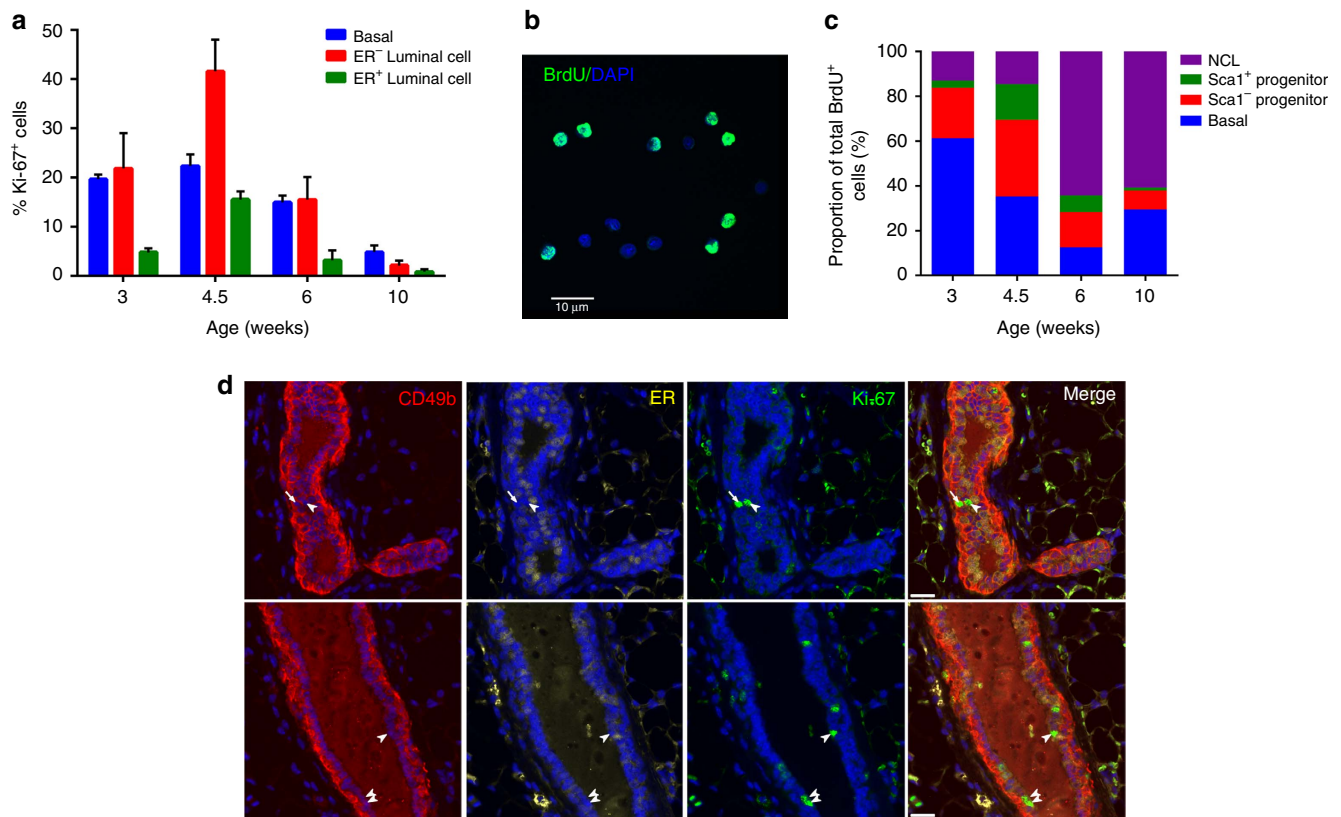 a
50
40
30
20
10
0
% Ki-67⁺ cells
Basal
ER⁻ Luminal cell
ER⁺ Luminal cell
3 4.5 6 10
Age (weeks)
b
BrdU/DAPI
10 μm
c
100
80
60
40
20
0
Proportion of total BrdU⁺
cells (%)
NCL
Sca1⁺ progenitor
Sca1⁻ progenitor
Basal
3 4.5 6 10
Age (weeks)
d
CD49b ER Ki-67 Merge